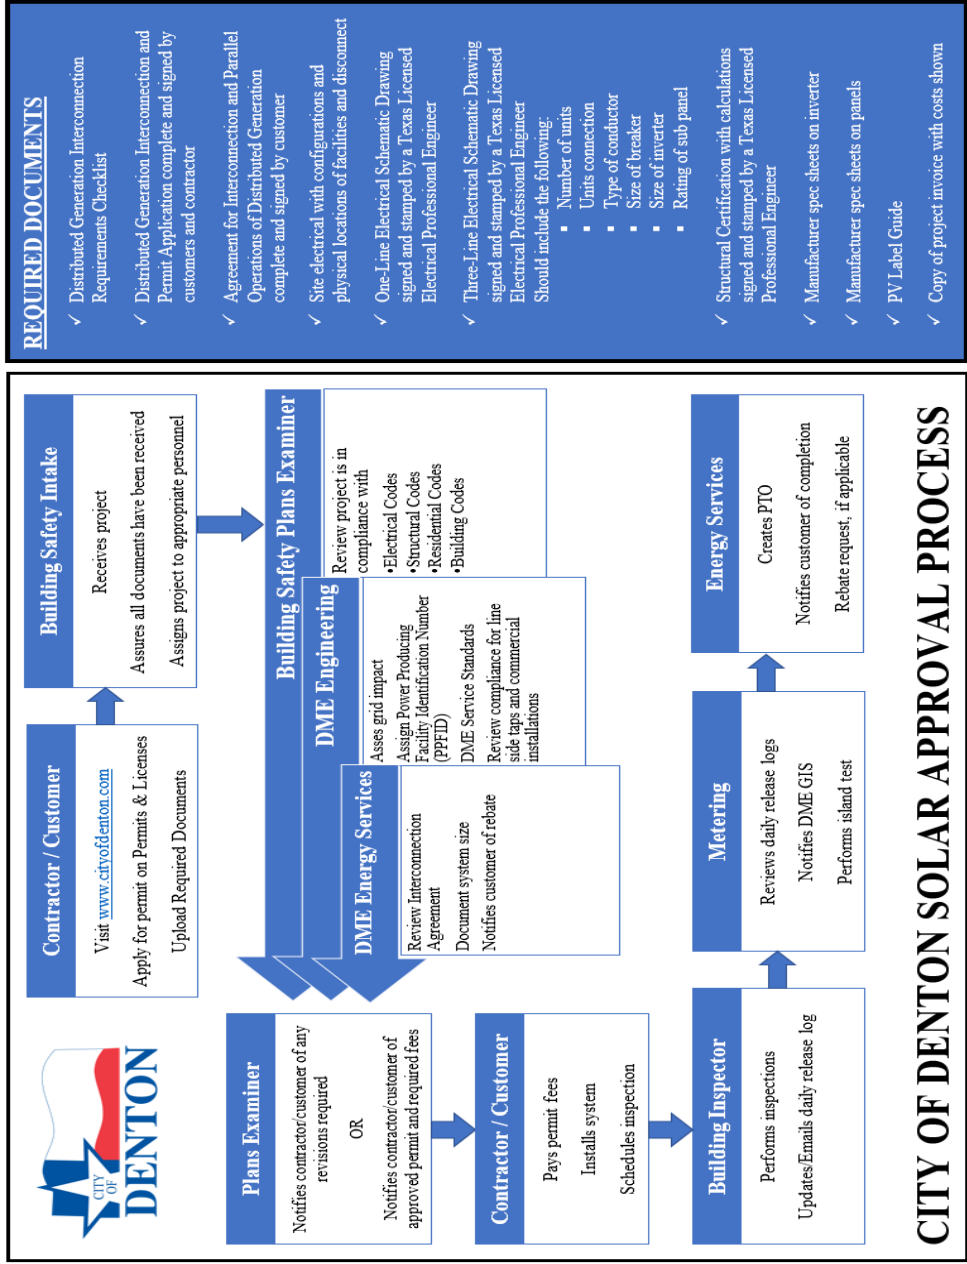 CITY
OF
DENTON
Contractor / Customer
Visit www.cityofdenton.com
Apply for permit on Permits & Licenses
Upload Required Documents
Building Safety Intake
Receives project
Assures all documents have been received
Assigns project to appropriate personnel
Building Safety Plans Examiner
Review project is in
compliance with
•Electrical Codes
•Structural Codes
•Residential Codes
•Building Codes
DME Engineering
Asses grid impact
Assign Power Producing
Facility Identification Number
(PPFID)
DME Service Standards
Review compliance for line
side taps and commercial
installations
DME Energy Services
Review Interconnection
Agreement
Document system size
Notifies customer of rebate
Plans Examiner
Notifies contractor/customer of any
revisions required
OR
Notifies contractor/customer of
approved permit and required fees
Contractor / Customer
Pays permit fees
Installs system
Schedules inspection
Building Inspector
Performs inspections
Updates/Emails daily release log
Metering
Reviews daily release logs
Notifies DME GIS
Performs island test
Energy Services
Creates PTO
Notifies customer of completion
Rebate request, if applicable
CITY OF DENTON SOLAR APPROVAL PROCESS
REQUIRED DOCUMENTS
✓ Distributed Generation Interconnection
Requirements Checklist
✓ Distributed Generation Interconnection and
Permit Application complete and signed by
customers and contractor
✓ Agreement for Interconnection and Parallel
Operations of Distributed Generation
complete and signed by customer
✓ Site electrical with configurations and
physical locations of facilities and disconnect
✓ One-Line Electrical Schematic Drawing
signed and stamped by a Texas Licensed
Electrical Professional Engineer
✓ Three-Line Electrical Schematic Drawing
signed and stamped by a Texas Licensed
Electrical Professional Engineer
Should include the following:
▪ Number of units
▪ Units connection
▪ Type of conductor
▪ Size of breaker
▪ Size of inverter
▪ Rating of sub panel
✓ Structural Certification with calculations
signed and stamped by a Texas Licensed
Professional Engineer
✓ Manufacturer spec sheets on inverter
✓ Manufacturer spec sheets on panels
✓ PV Label Guide
✓ Copy of project invoice with costs shown